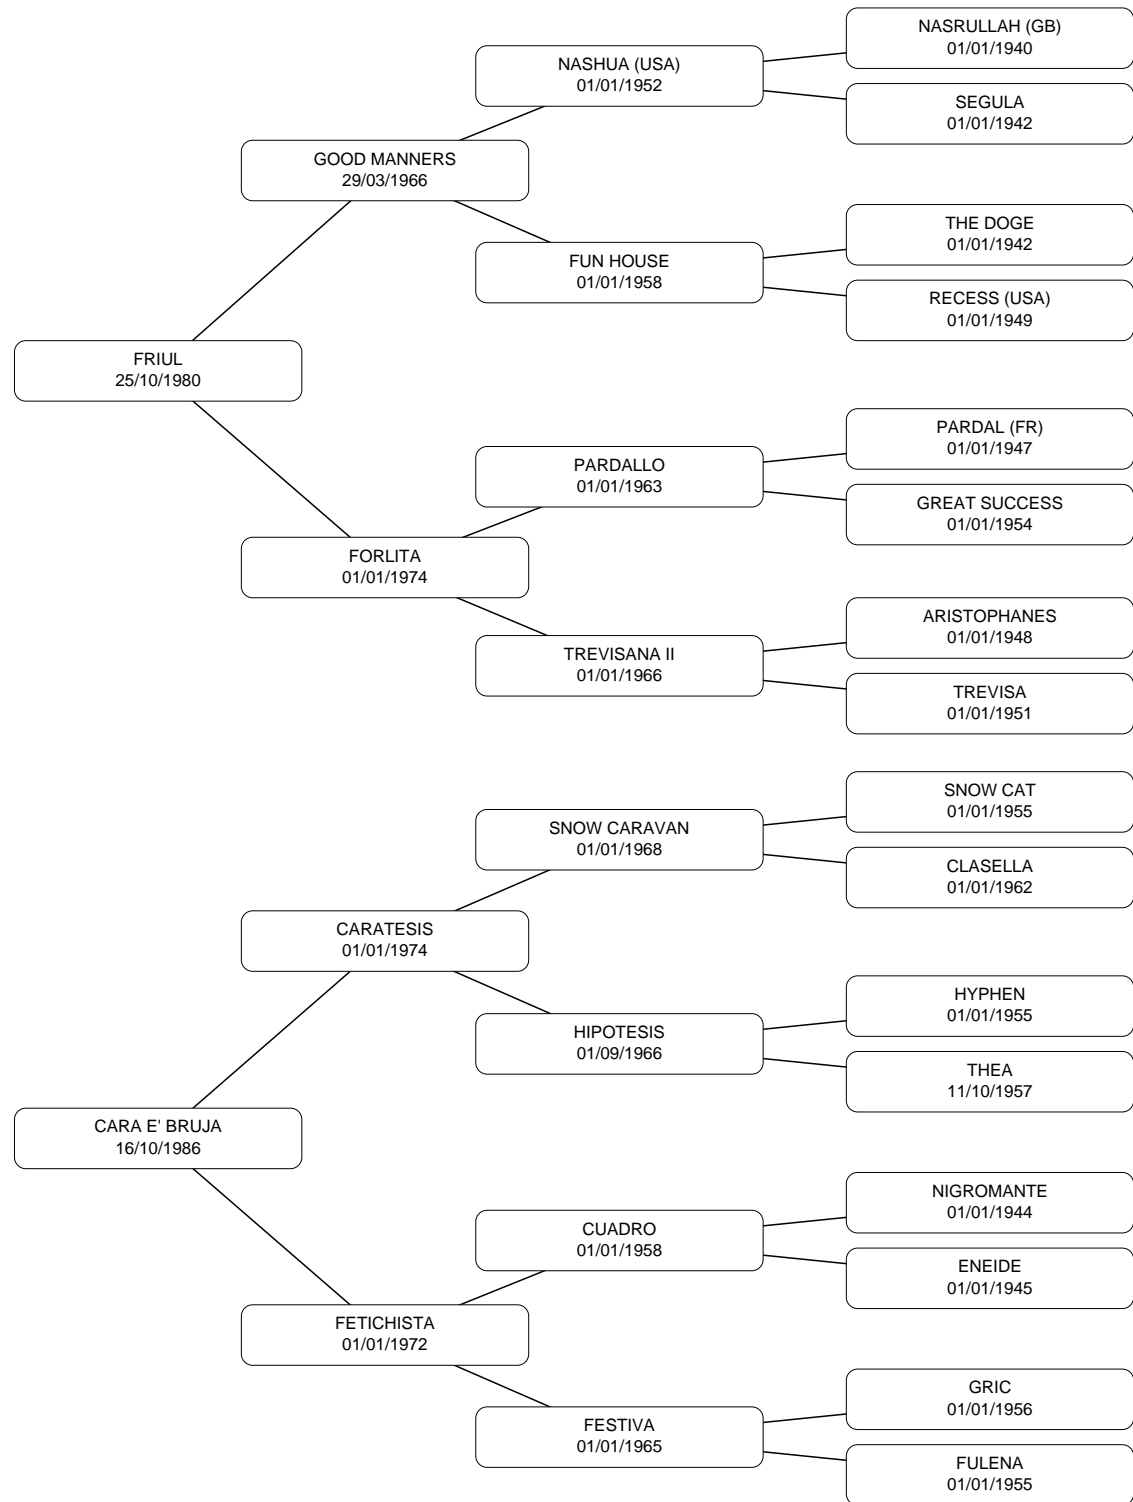 NASRULLAH (GB)
01/01/1940
NASHUA (USA)
01/01/1952
SEGULA
01/01/1942
GOOD MANNERS
29/03/1966
THE DOGE
01/01/1942
FUN HOUSE
01/01/1958
RECESS (USA)
01/01/1949
FRIUL
25/10/1980
PARDAL (FR)
01/01/1947
PARDALLO
01/01/1963
GREAT SUCCESS
01/01/1954
FORLITA
01/01/1974
ARISTOPHANES
01/01/1948
TREVISANA II
01/01/1966
TREVISA
01/01/1951
SNOW CAT
01/01/1955
SNOW CARAVAN
01/01/1968
CLASELLA
01/01/1962
CARATESIS
01/01/1974
HYPHEN
01/01/1955
HIPOTESIS
01/09/1966
THEA
11/10/1957
CARA E' BRUJA
16/10/1986
NIGROMANTE
01/01/1944
CUADRO
01/01/1958
ENEIDE
01/01/1945
FETICHISTA
01/01/1972
GRIC
01/01/1956
FESTIVA
01/01/1965
FULENA
01/01/1955